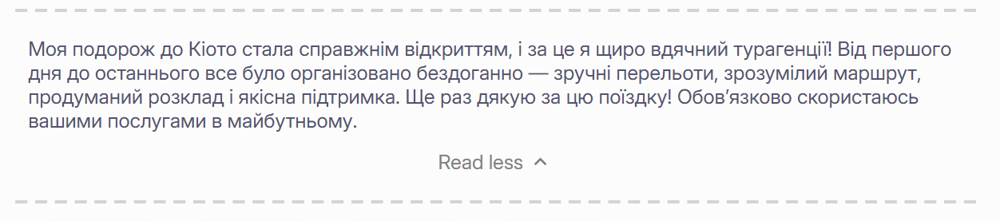 Моя подорож до Кіото стала справжнім відкриттям, і за це я щиро вдячний турагенції! Від першого
дня до останнього все було організовано бездоганно — зручні перельоти, зрозумілий маршрут,
продуманий розклад і якісна підтримка. Ще раз дякую за цю поїздку! Обов’язково скористаюсь
вашими послугами в майбутньому.
Read less